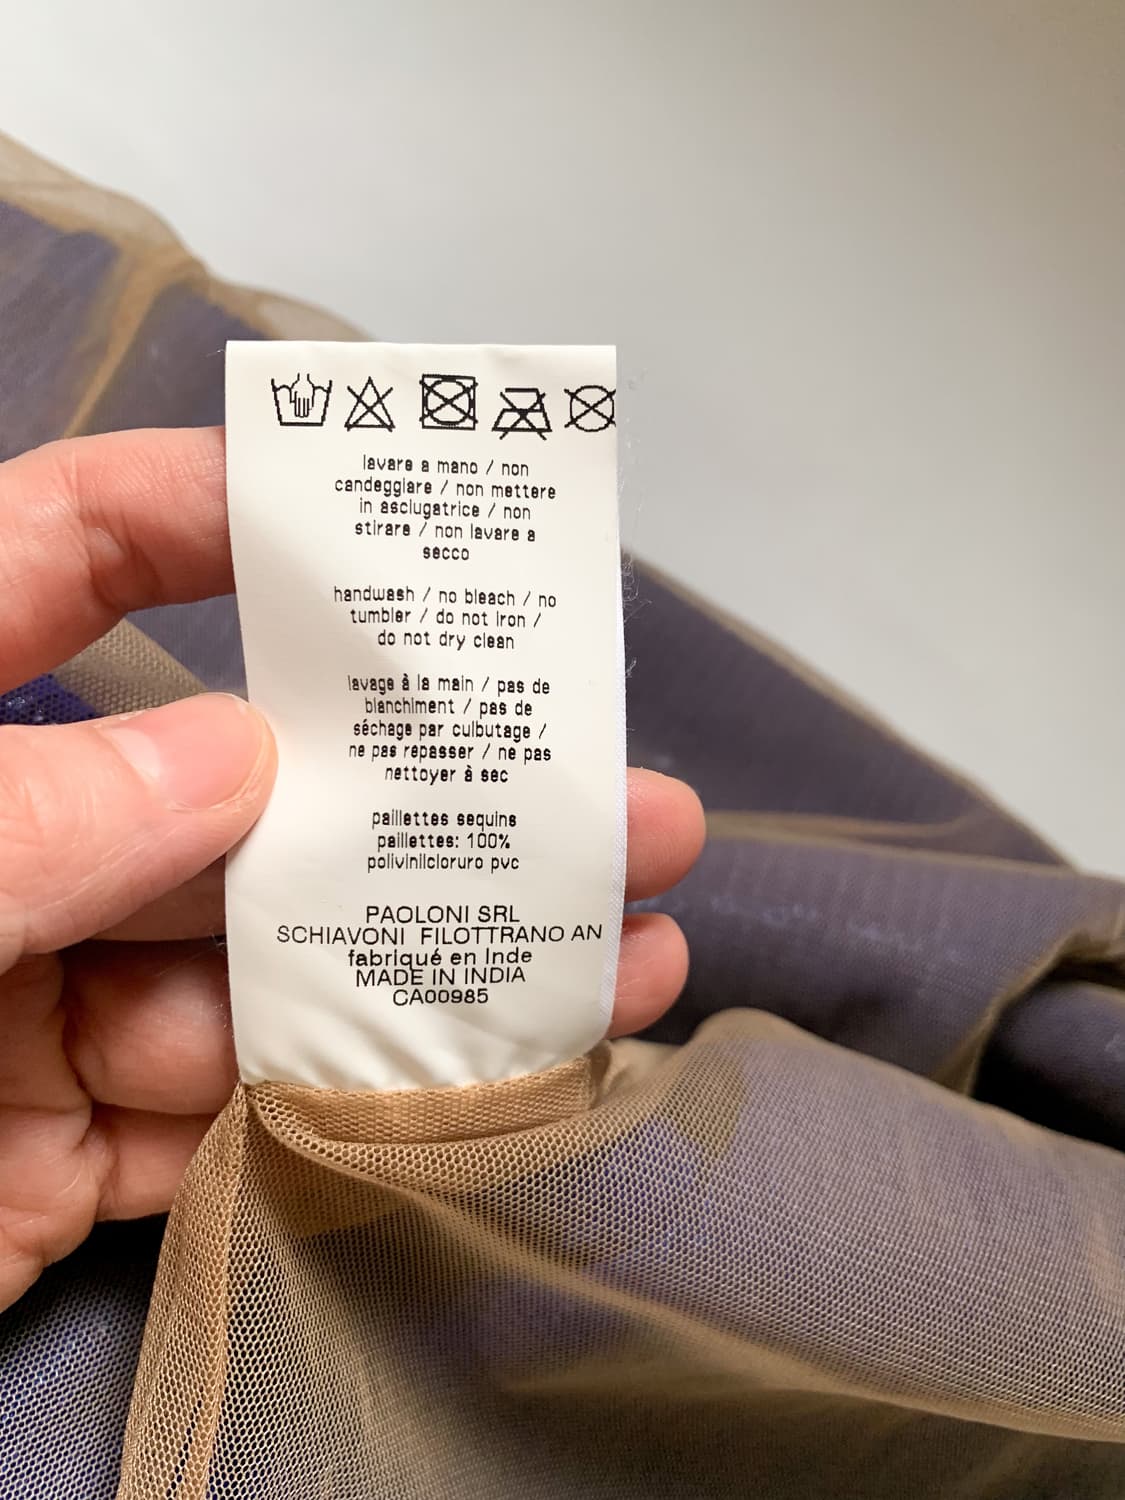 lavare a mano / non
candeggiare / non mettere
in asciugatrice / non
stirare / non lavare a
secco
handwash / no bleach / no
tumbler / do not iron /
do not dry clean
lavage à la main / pas de
blanchiment / pas de
séchage par culbutage /
ne pas repasser / ne pas
nettoyer à sec
paillettes sequins
paillettes: 100%
polivinilcloruro pvc
PAOLONI SRL
SCHIAVONI FILOTTRANO AN
fabriqué en Inde
MADE IN INDIA
CA00985